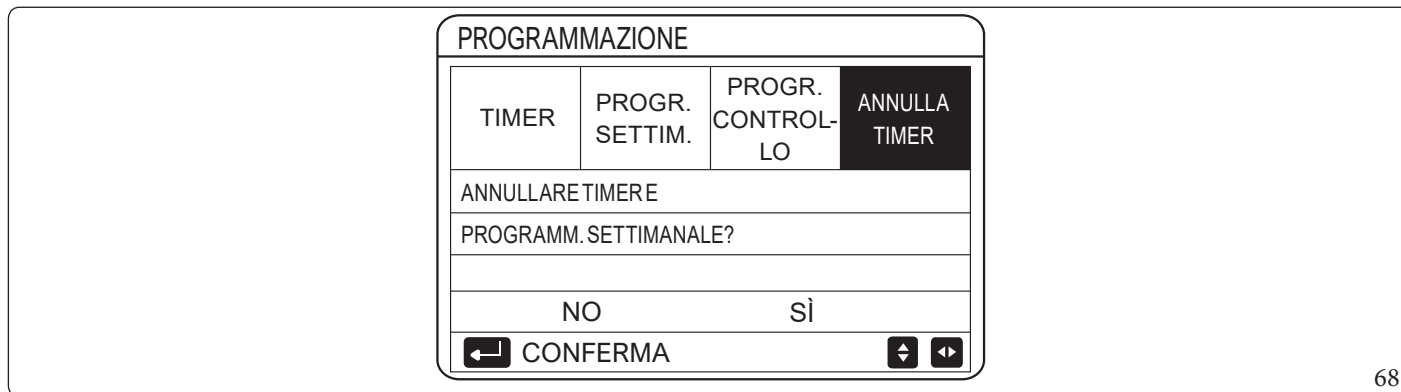 PROGRAMMAZIONE
TIMER
PROGR.
SETTIM.
PROGR.
CONTROL-
LO
ANNULLA
TIMER
ANNULLARE TIMER E
PROGRAMM. SETTIMANALE?
NO SÌ
CONFERMA
68